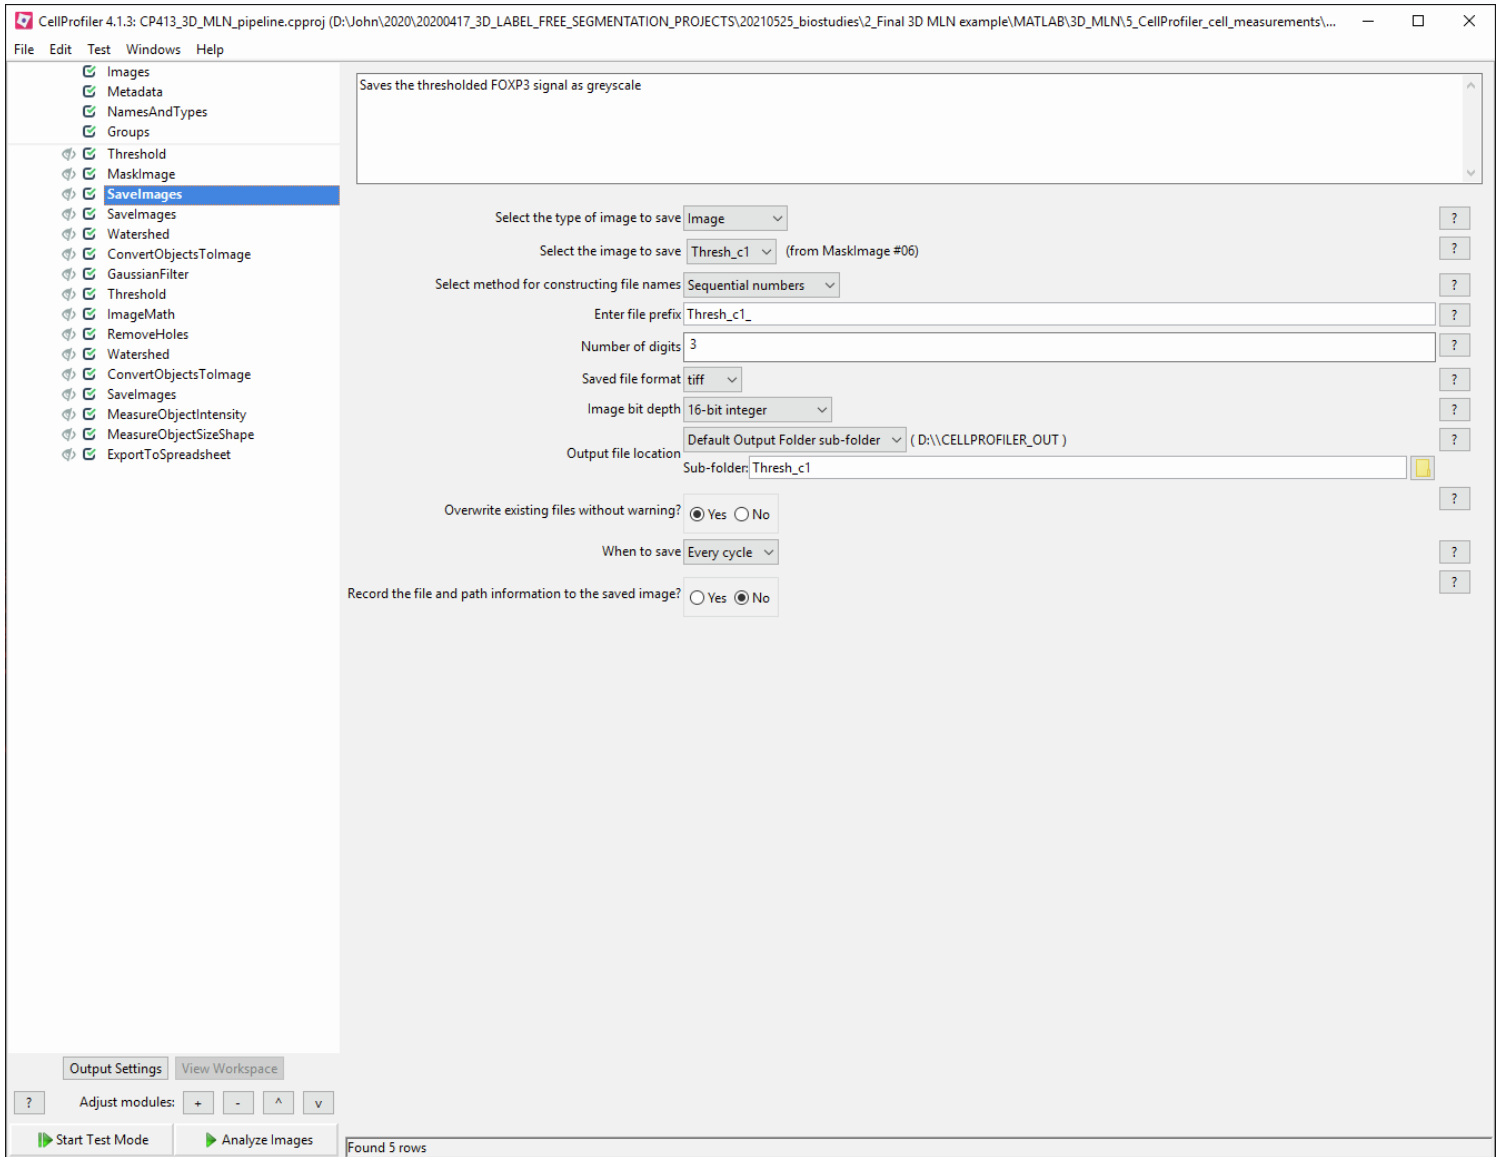 CellProfiler 4.1.3: CP413_3D_MLN_pipeline.cpproj (D:\John\2020\20200417_3D_LABEL_FREE_SEGMENTATION_PROJECTS\20210525_biostudies\2_Final 3D MLN example\MATLAB\3D_MLN\5_CellProfiler_cell_measurements\...
File Edit Test Windows Help
Images
Metadata
NamesAndTypes
Groups
Threshold
MaskImage
SaveImages
SaveImages
Watershed
ConvertObjectsToImage
GaussianFilter
Threshold
ImageMath
RemoveHoles
Watershed
ConvertObjectsToImage
SaveImages
MeasureObjectIntensity
MeasureObjectSizeShape
ExportToSpreadsheet
Output Settings View Workspace
? Adjust modules: + - ^ v
Start Test Mode Analyze Images
Saves the thresholded FOXP3 signal as greyscale
Select the type of image to save Image ?
Select the image to save Thresh_c1 (from MaskImage #06) ?
Select method for constructing file names Sequential numbers ?
Enter file prefix Thresh_c1_ ?
Number of digits 3 ?
Saved file format tiff ?
Image bit depth 16-bit integer ?
Output file location Default Output Folder sub-folder ( D:\\CELLPROFILER_OUT ) ?
Sub-folder: Thresh_c1
Overwrite existing files without warning? Yes No ?
When to save Every cycle ?
Record the file and path information to the saved image? Yes No ?
Found 5 rows